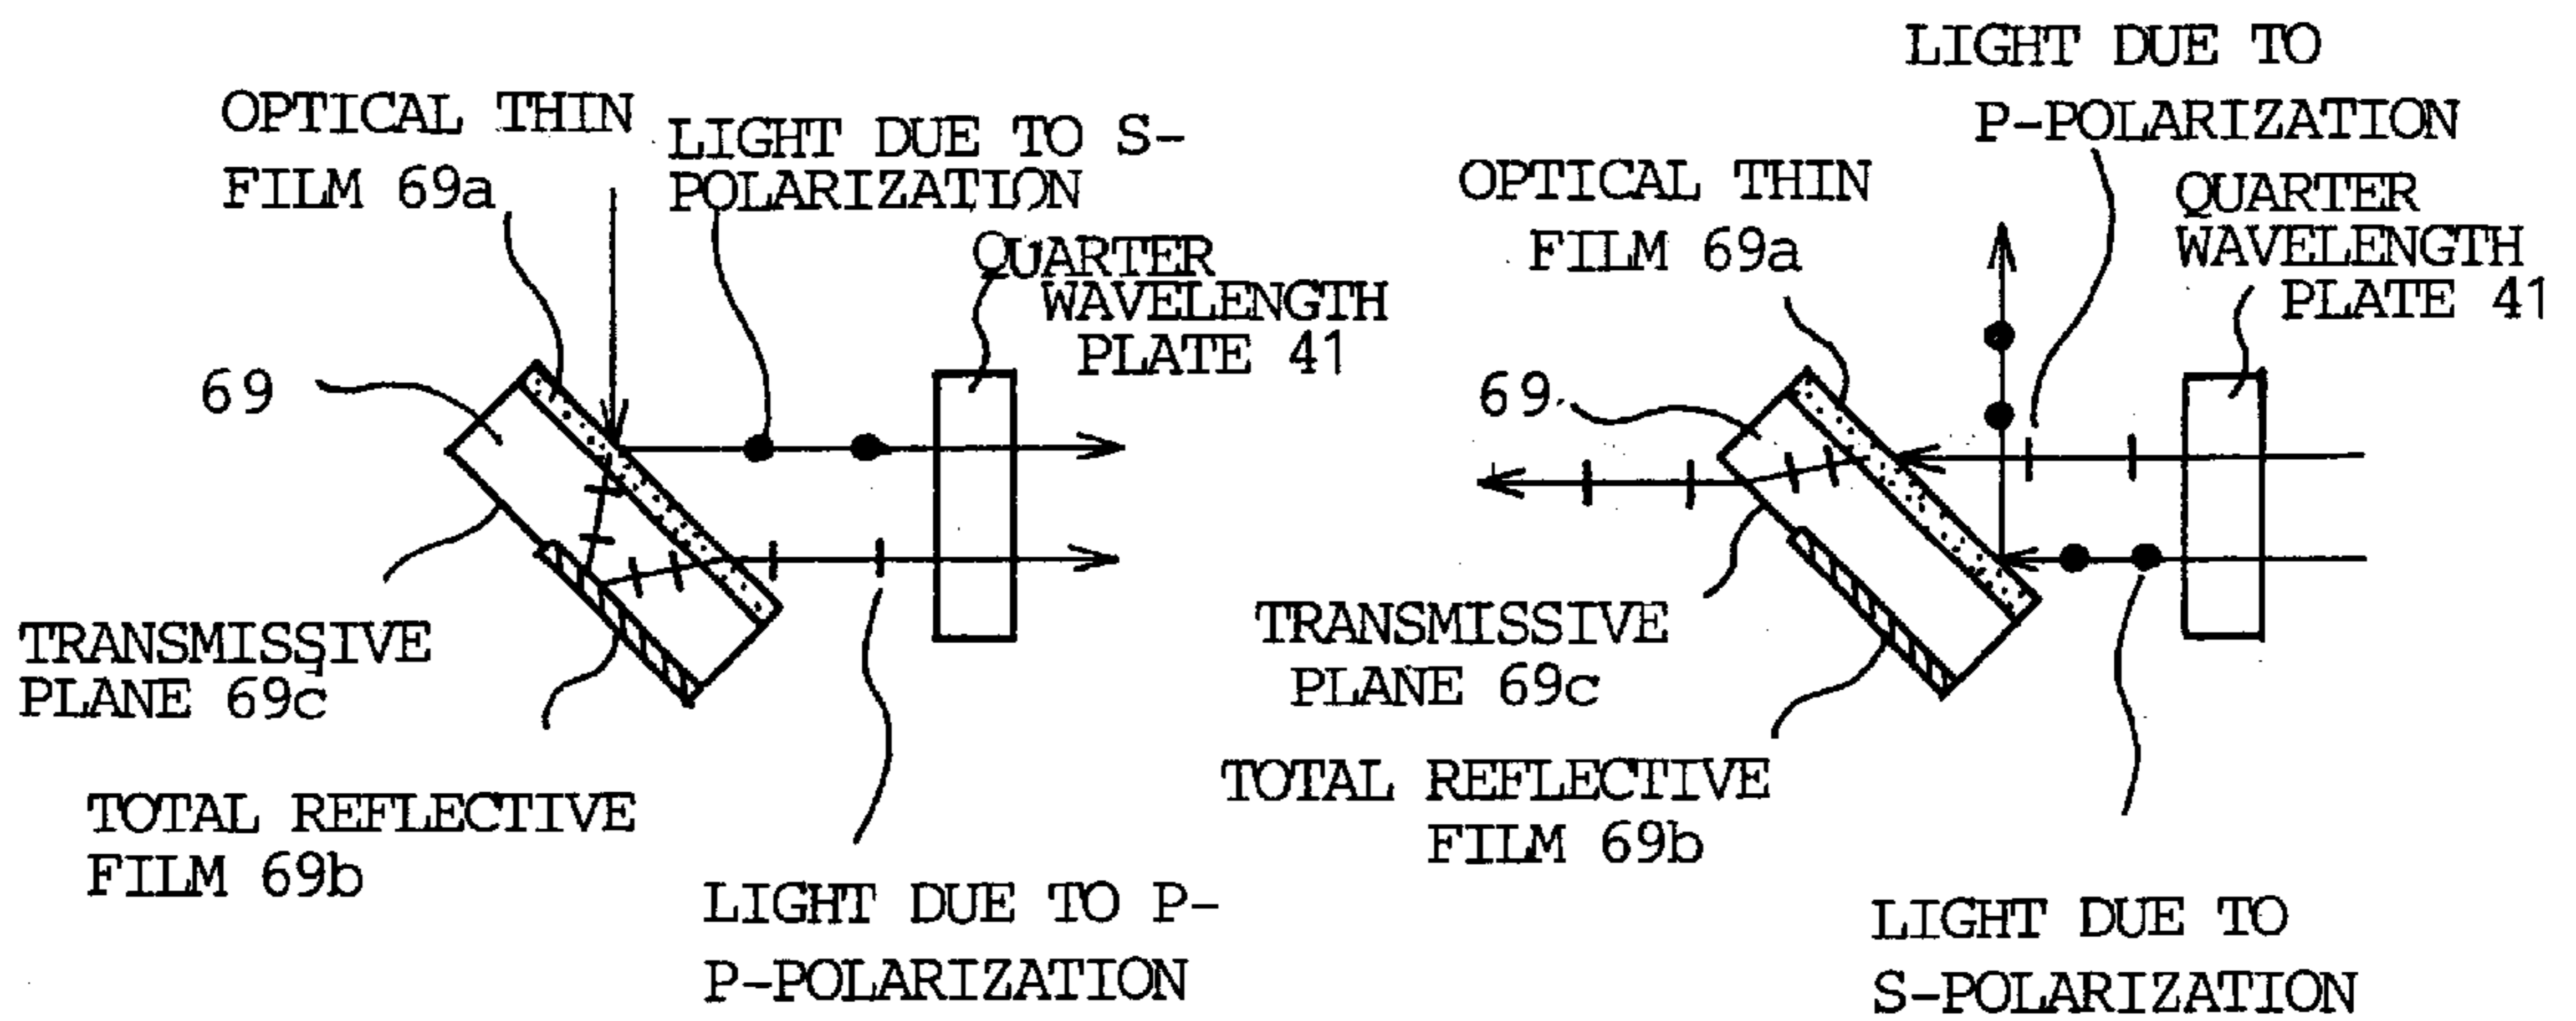 OPTICAL THIN
FILM 69a
LIGHT DUE TO S-
POLARIZATION
QUARTER
WAVELENGTH
PLATE 41
69
TRANSMISSIVE
PLANE 69c
TOTAL REFLECTIVE
FILM 69b
LIGHT DUE TO P-
P-POLARIZATION
LIGHT DUE TO
P-POLARIZATION
OPTICAL THIN
FILM 69a
QUARTER
WAVELENGTH
PLATE 41
69
TRANSMISSIVE
PLANE 69c
TOTAL REFLECTIVE
FILM 69b
LIGHT DUE TO
S-POLARIZATION